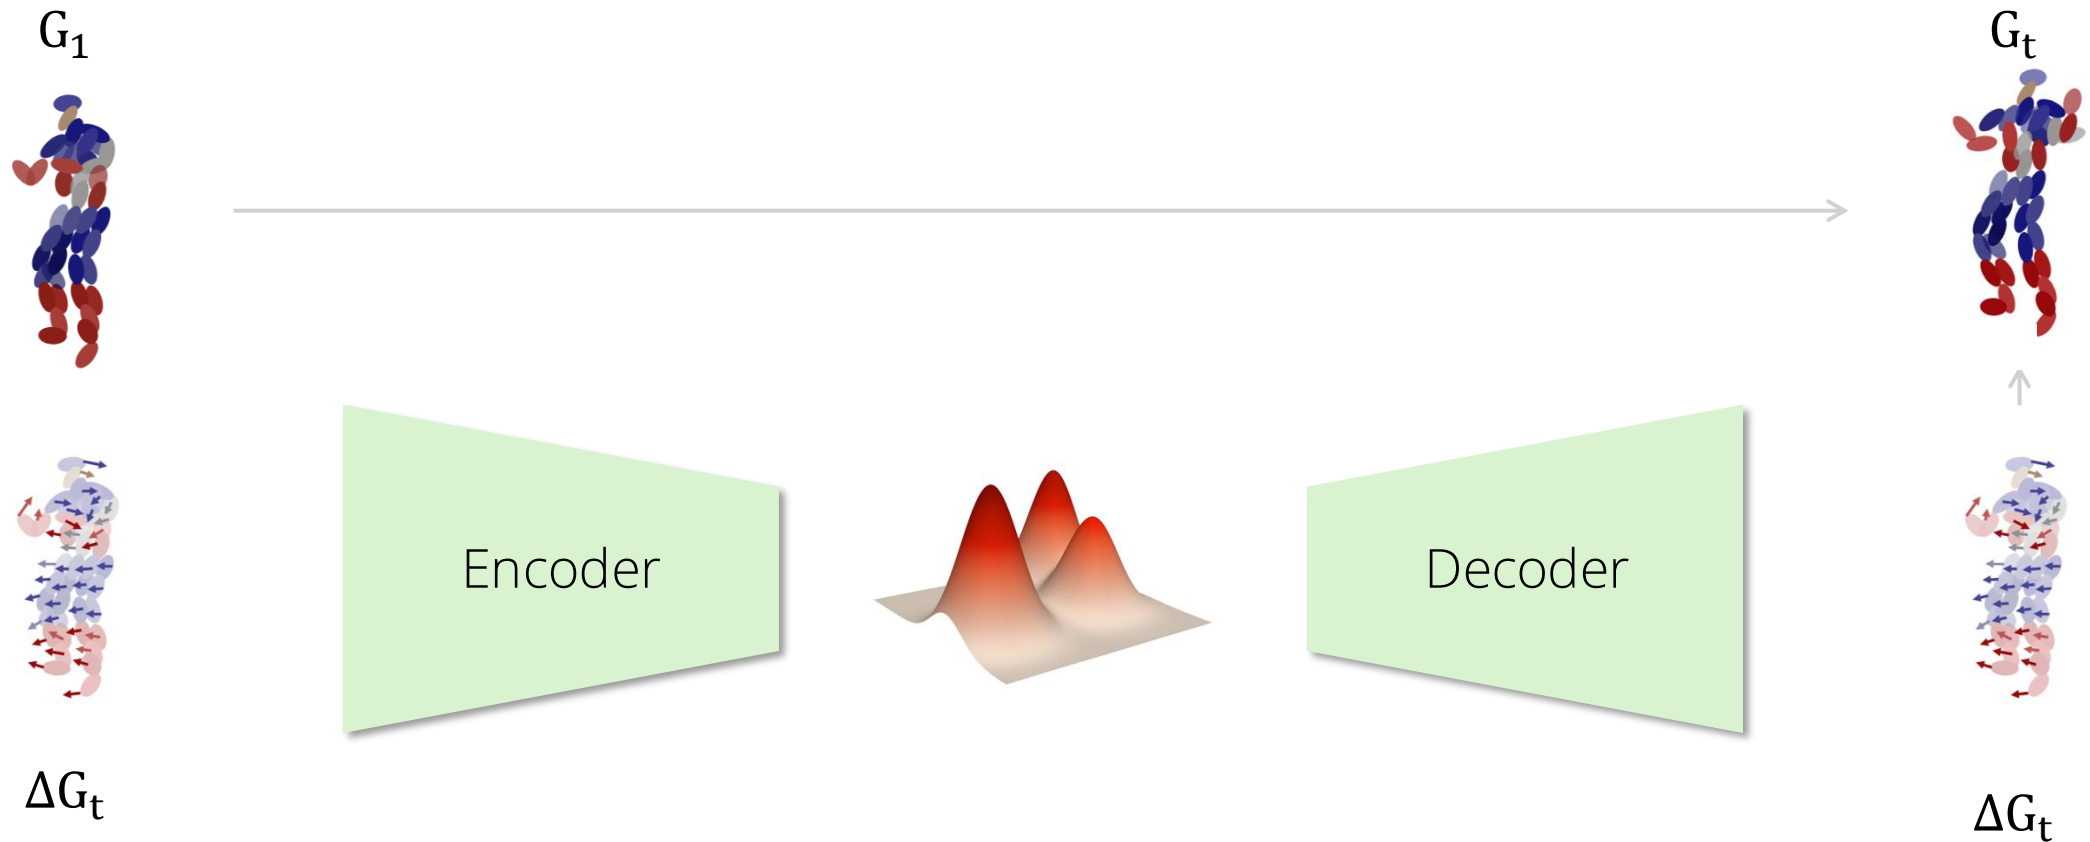 G₁
Gₜ
Encoder
Decoder
ΔGₜ
ΔGₜ